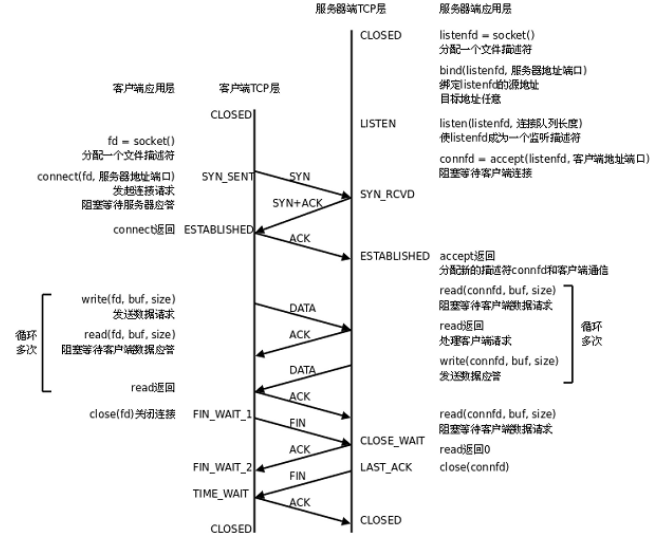 服务器端TCP层
服务器端应用层
CLOSED
listenfd = socket()
分配一个文件描述符
bind(listenfd, 服务器地址端口)
绑定listenfd的源地址
目标地址任意
客户端应用层
客户端TCP层
CLOSED
LISTEN
listen(listenfd, 连接队列长度)
使listenfd成为一个监听描述符
fd = socket()
分配一个文件描述符
connfd = accept(listenfd, 客户端地址端口)
阻塞等待客户端连接
connect(fd, 服务器地址端口)
发起连接请求
阻塞等待服务器应答
SYN_SENT
SYN
SYN_RCVD
SYN+ACK
connect返回
ESTABLISHED
ACK
ESTABLISHED
accept返回
分配新的描述符connfd和客户端通信
write(fd, buf, size)
发送数据请求
DATA
read(connfd, buf, size)
阻塞等待客户端数据请求
循环
多次
read(fd, buf, size)
阻塞等待客户端数据应答
ACK
read返回
处理客户端请求
循环
多次
DATA
write(connfd, buf, size)
发送数据应答
read返回
ACK
close(fd)关闭连接
FIN_WAIT_1
FIN
read(connfd, buf, size)
阻塞等待客户端数据请求
CLOSE_WAIT
ACK
read返回0
FIN_WAIT_2
FIN
LAST_ACK
close(connfd)
TIME_WAIT
ACK
CLOSED
CLOSED